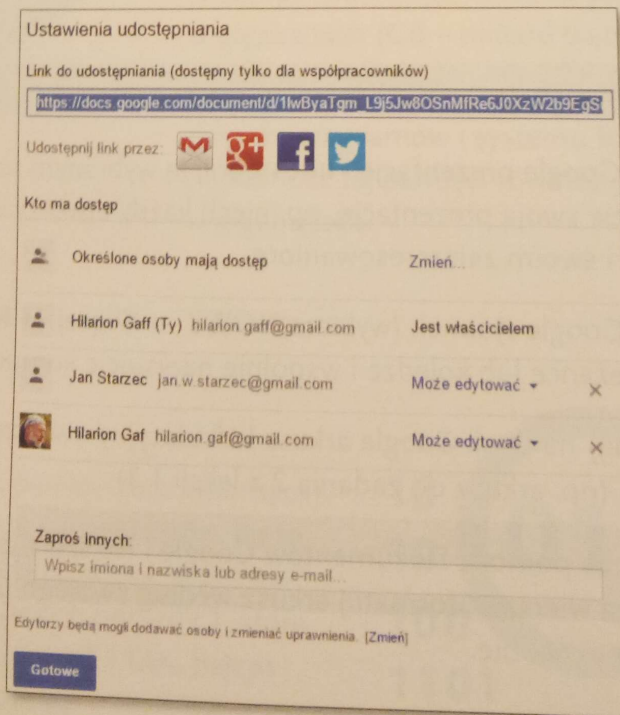 Ustawienia udostępniania
Link do udostępniania (dostępny tylko dla współpracowników)
https://docs.google.com/document/d/1IwByaTgm_L9j5Jw8OSnMfRe6J0XzW2b9EgS
Udostępnij link przez:
Kto ma dostęp
Określone osoby mają dostęp Zmień...
Hilarion Gaff (Ty) hilarion.gaff@gmail.com Jest właścicielem
Jan Starzec jan.w.starzec@gmail.com Może edytować
Hilarion Gaf hilarion.gaf@gmail.com Może edytować
Zaproś innych:
Wpisz imiona i nazwiska lub adresy e-mail...
Edytorzy będą mogli dodawać osoby i zmieniać uprawnienia. [Zmień]
Gotowe